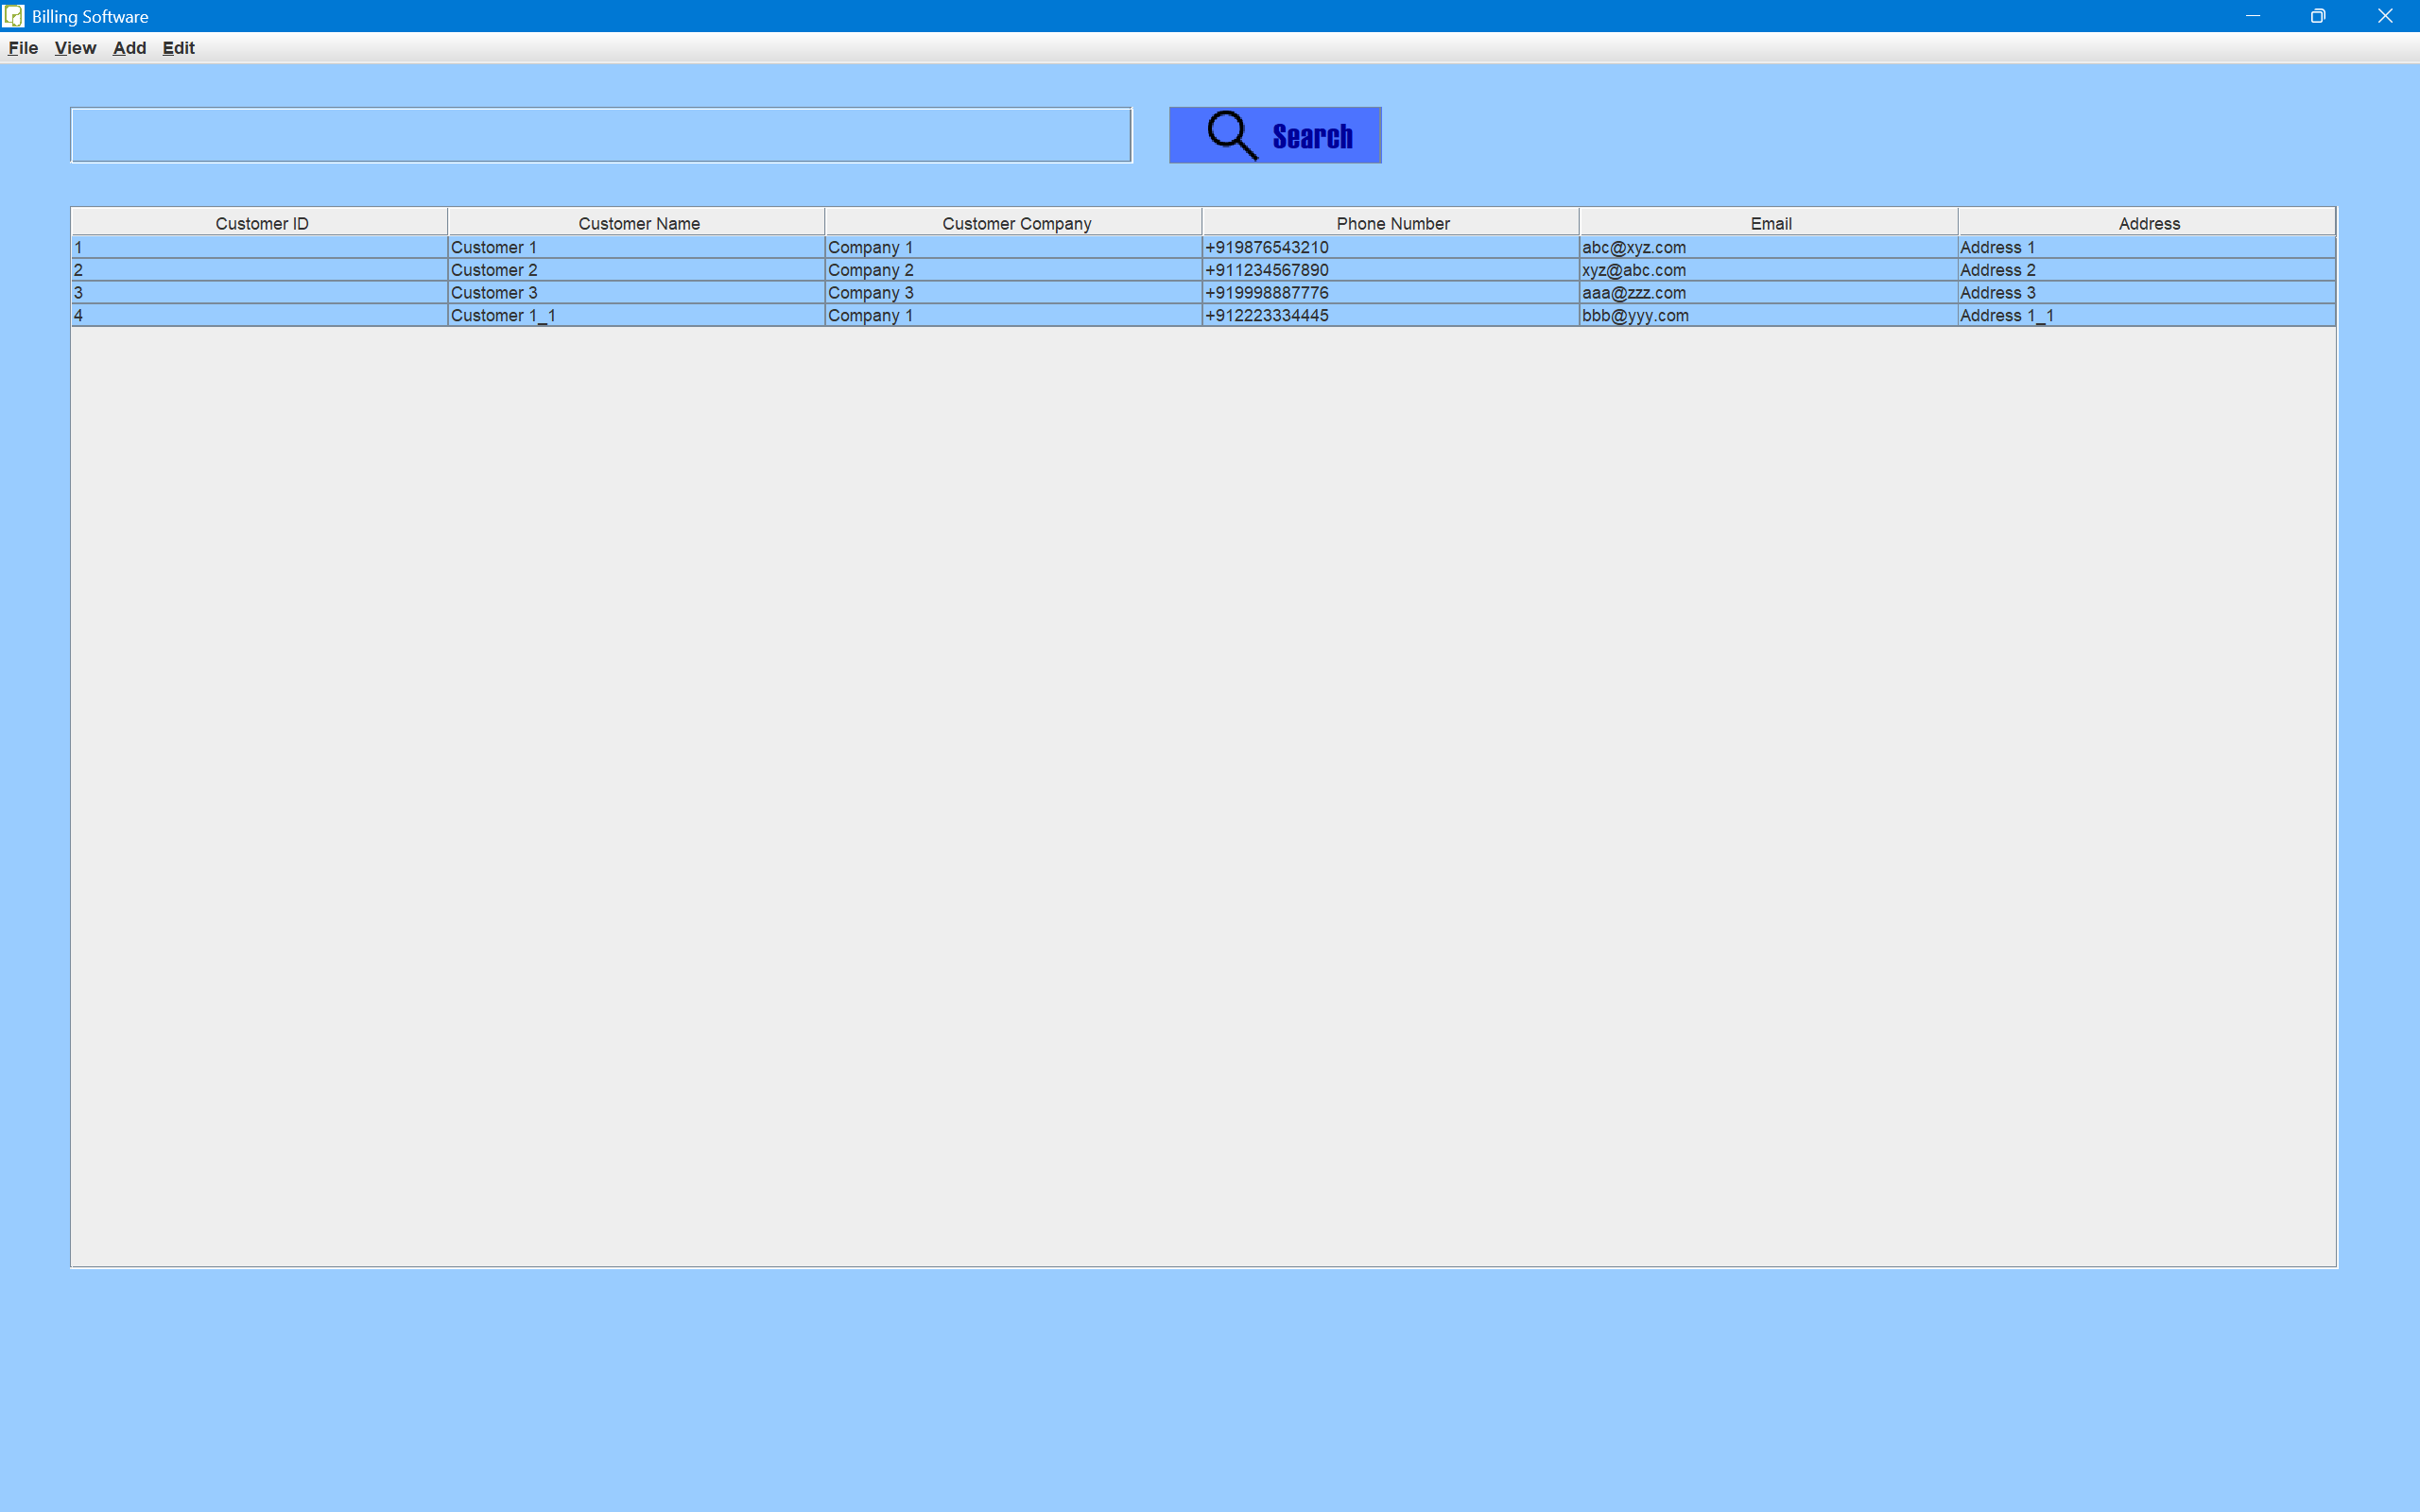 Billing Software
File View Add Edit
Search
Customer ID Customer Name Customer Company Phone Number Email Address
1 Customer 1 Company 1 +919876543210 abc@xyz.com Address 1
2 Customer 2 Company 2 +911234567890 xyz@abc.com Address 2
3 Customer 3 Company 3 +919998887776 aaa@zzz.com Address 3
4 Customer 1_1 Company 1 +912223334445 bbb@yyy.com Address 1_1